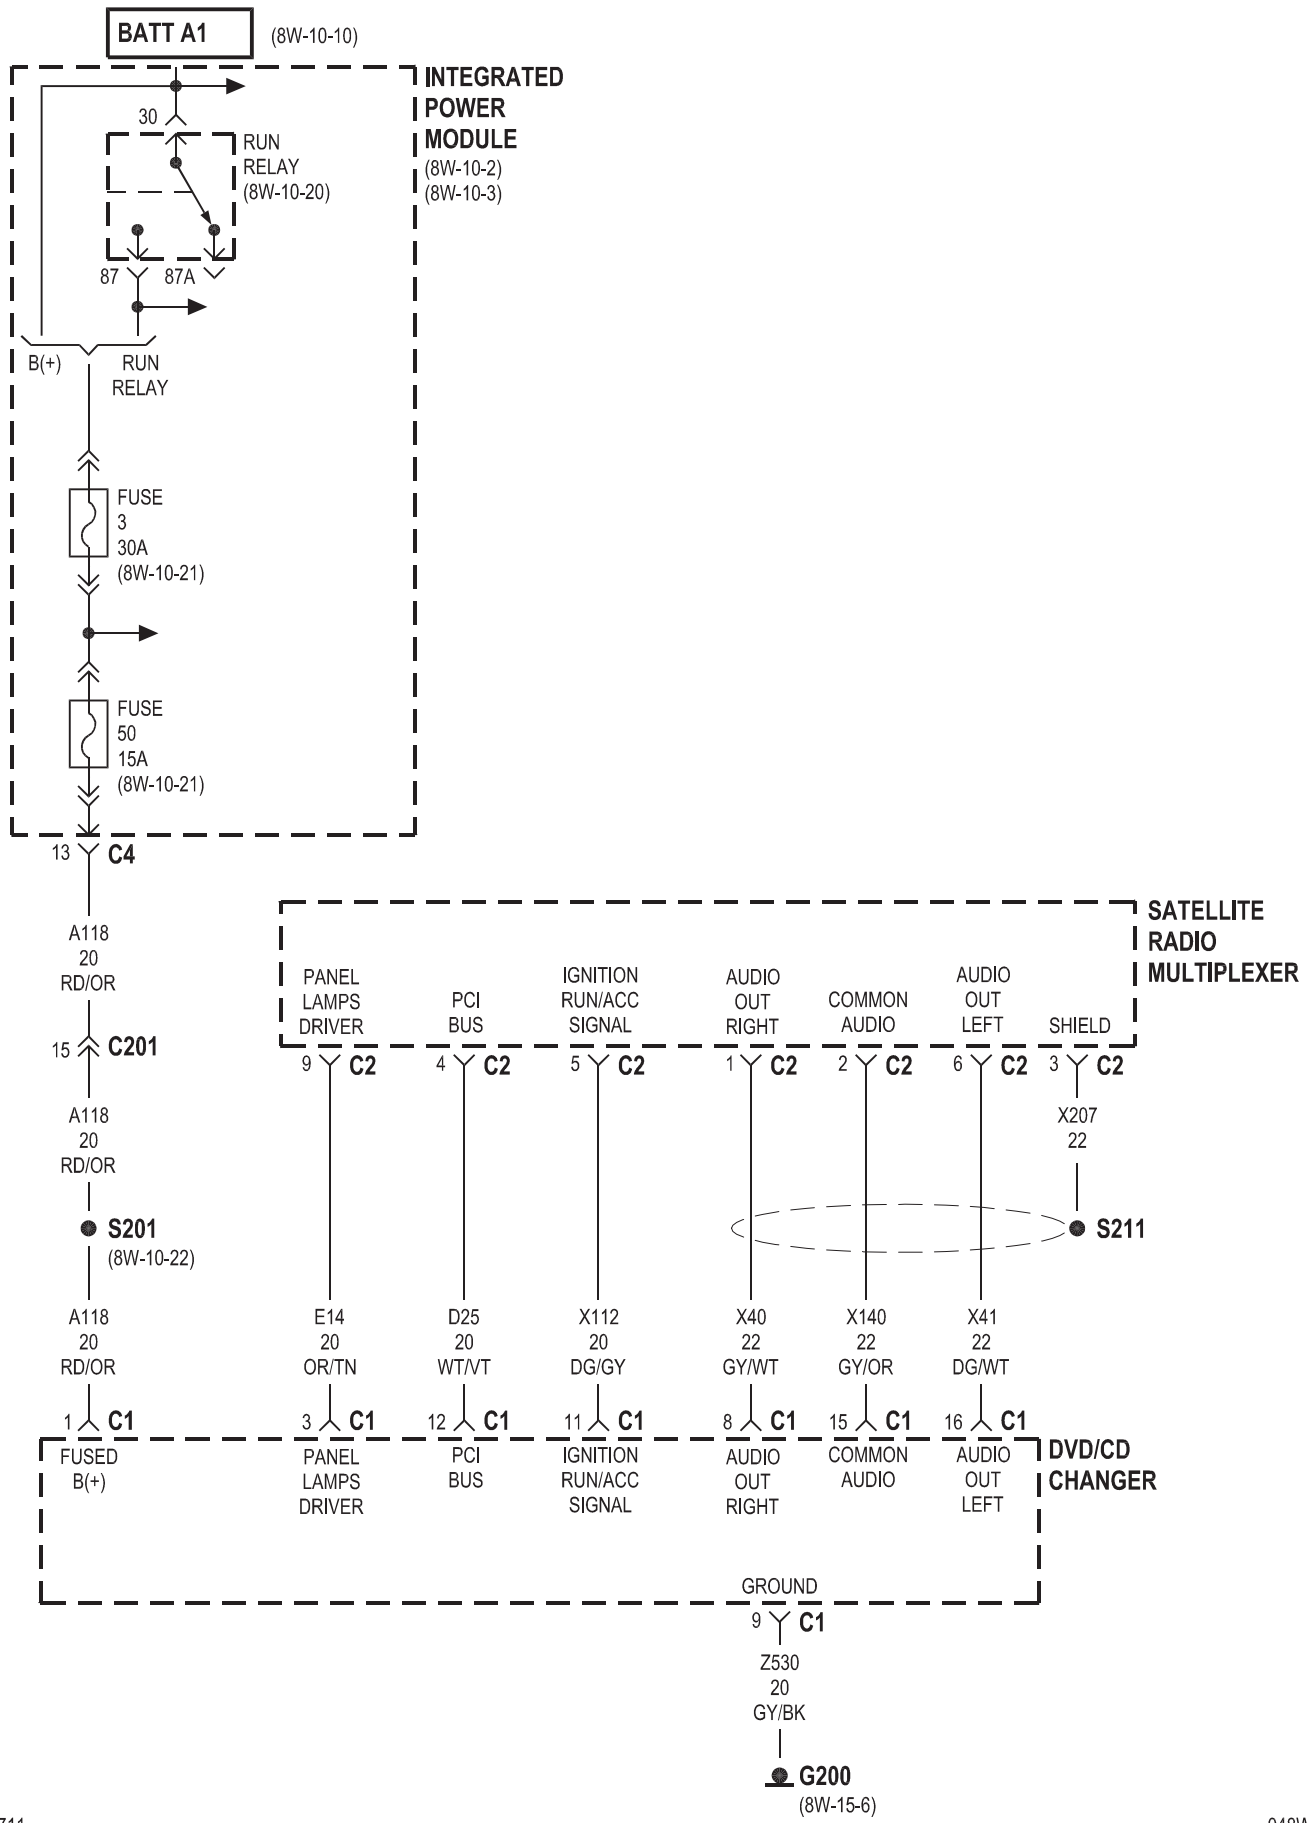 BATT A1 (8W-10-10)
INTEGRATED
POWER
MODULE
(8W-10-2)
(8W-10-3)
30
RUN
RELAY
(8W-10-20)
87 87A
B(+) RUN
RELAY
FUSE
3
30A
(8W-10-21)
FUSE
50
15A
(8W-10-21)
13 C4
A118
20
RD/OR
15 C201
A118
20
RD/OR
S201
(8W-10-22)
A118
20
RD/OR
1 C1
FUSED
B(+)
SATELLITE
RADIO
MULTIPLEXER
PANEL
LAMPS
DRIVER
PCI
BUS
IGNITION
RUN/ACC
SIGNAL
AUDIO
OUT
RIGHT
COMMON
AUDIO
AUDIO
OUT
LEFT
SHIELD
9 C2 4 C2 5 C2 1 C2 2 C2 6 C2 3 C2
X207
22
S211
E14
20
OR/TN
D25
20
WT/VT
X112
20
DG/GY
X40
22
GY/WT
X140
22
GY/OR
X41
22
DG/WT
3 C1 12 C1 11 C1 8 C1 15 C1 16 C1
DVD/CD
CHANGER
PANEL
LAMPS
DRIVER
PCI
BUS
IGNITION
RUN/ACC
SIGNAL
AUDIO
OUT
RIGHT
COMMON
AUDIO
AUDIO
OUT
LEFT
GROUND
9 C1
Z530
20
GY/BK
G200
(8W-15-6)